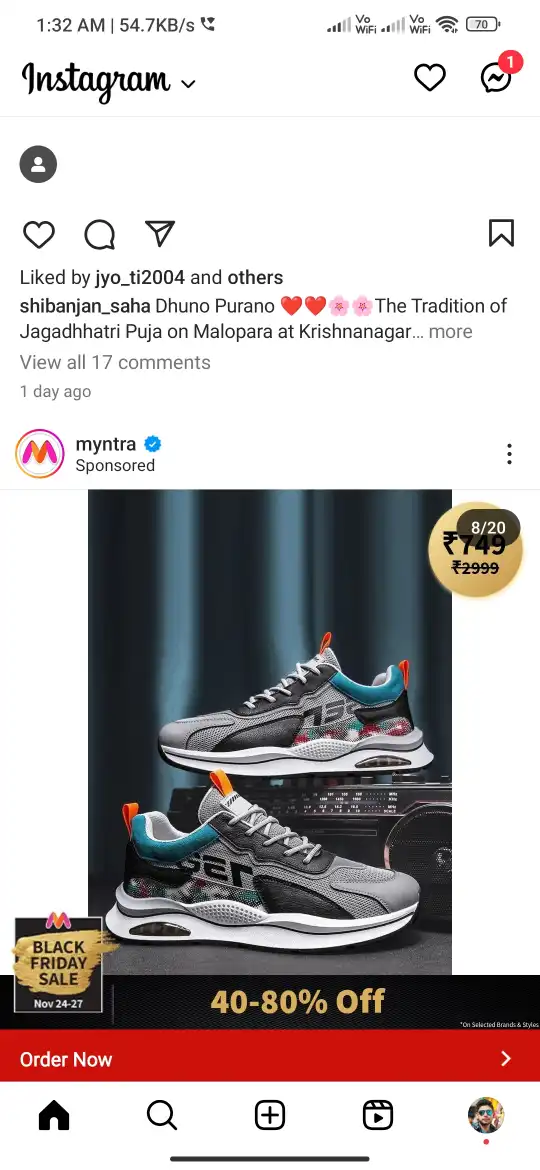 1:32 AM | 54.7KB/s
Vo WiFi
Vo WiFi
70
Instagram
1
Liked by jyo_ti2004 and others
shibanjan_saha Dhuno Purano ❤️❤️🌸🌸The Tradition of
Jagadhhatri Puja on Malopara at Krishnanagar... more
View all 17 comments
1 day ago
myntra
Sponsored
8/20
₹749
₹2999
BLACK
FRIDAY
SALE
Nov 24-27
40-80% Off
*On Selected Brands & Styles
Order Now